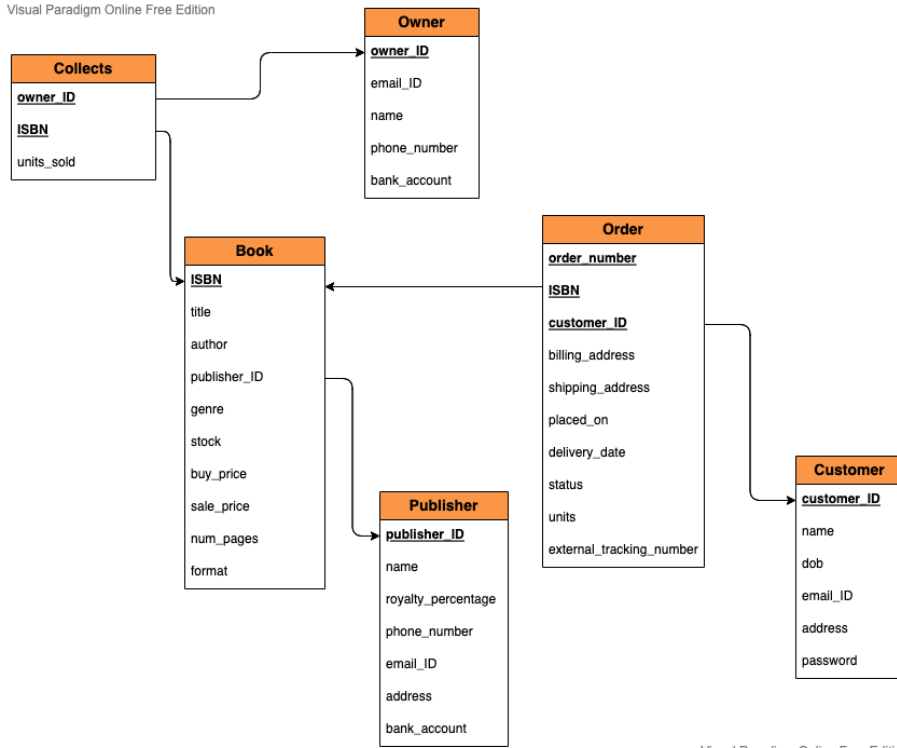 Visual Paradigm Online Free Edition
Owner
owner_ID
email_ID
name
phone_number
bank_account
Collects
owner_ID
ISBN
units_sold
Book
ISBN
title
author
publisher_ID
genre
stock
buy_price
sale_price
num_pages
format
Order
order_number
ISBN
customer_ID
billing_address
shipping_address
placed_on
delivery_date
status
units
external_tracking_number
Publisher
publisher_ID
name
royalty_percentage
phone_number
email_ID
address
bank_account
Customer
customer_ID
name
dob
email_ID
address
password